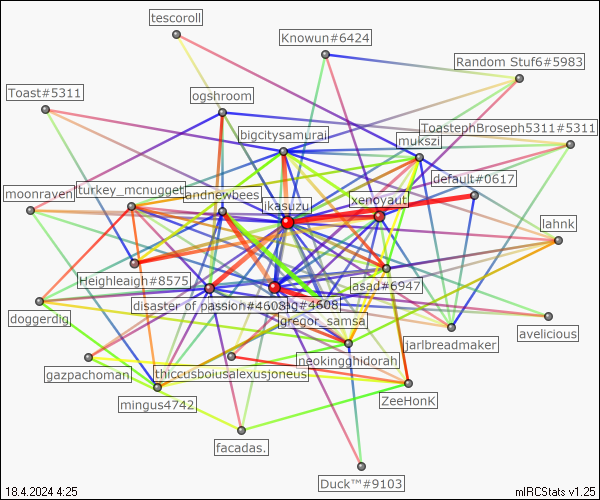 tescoroll
Knowun#6424
Random Stuf6#5983
Toast#5311
ogshroom
ToastephBroseph5311#5311
bigcitysamurai
mukszi
default#0617
moonraven
turkey_mcnugget
andnewbees
ikasuzu
xenoyaut
lahnk
Heighleaigh#8575
asad#6947
disaster of passion#4608
#4608
doggerdig
gregor_samsa
avelicious
jarlbreadmaker
neokingghidorah
gazpachoman
thiccusboiusalexusjoneus
mingus4742
ZeeHonK
facadas.
Duck™#9103
18.4.2024 4:25
mIRCStats v1.25